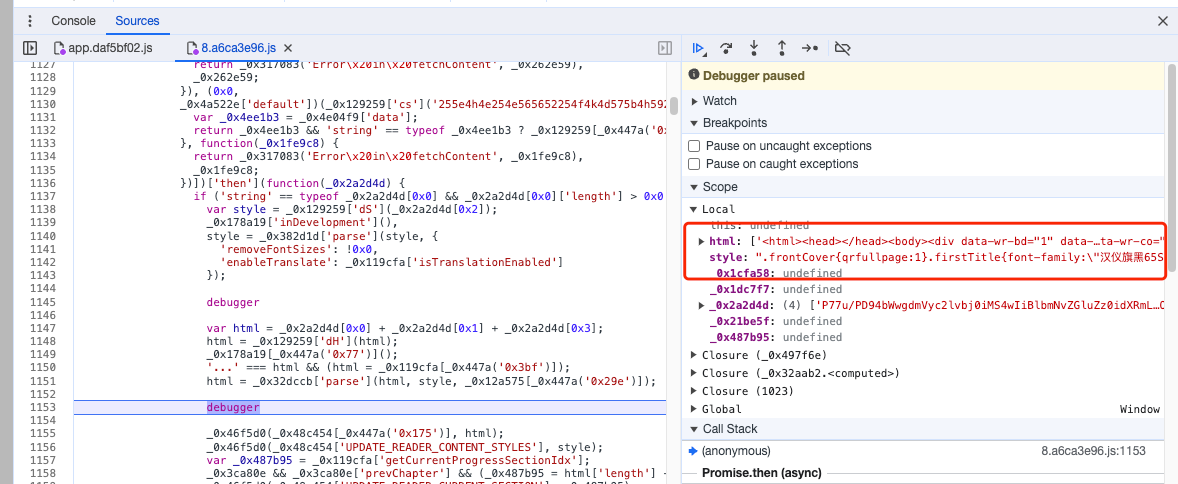 Console Sources
app.daf5bf02.js 8.a6ca3e96.js
1127 return _0x317083('Error\x20in\x20fetchContent', _0x262e59),
1128 _0x262e59;
1129 }), (0x0,
1130 _0x4a522e['default'])(_0x129259['cs']('255e4h4e254e565652254f4k4d575b4h592
1131 var _0x4ee1b3 = _0x4e04f9['data'];
1132 return _0x4ee1b3 && 'string' == typeof _0x4ee1b3 ? _0x129259[_0x447a('0x
1133 }, function(_0x1fe9c8) {
1134 return _0x317083('Error\x20in\x20fetchContent', _0x1fe9c8),
1135 _0x1fe9c8;
1136 })])['then'](function(_0x2a2d4d) {
1137 if ('string' == typeof _0x2a2d4d[0x0] && _0x2a2d4d[0x0]['length'] > 0x0
1138 var style = _0x129259['dS'](_0x2a2d4d[0x2]);
1139 _0x178a19['inDevelopment'](),
1140 style = _0x382d1d['parse'](style, {
1141 'removeFontSizes': !0x0,
1142 'enableTranslate': _0x119cfa['isTranslationEnabled']
1143 });
1144
1145 debugger
1146
1147 var html = _0x2a2d4d[0x0] + _0x2a2d4d[0x1] + _0x2a2d4d[0x3];
1148 html = _0x129259['dH'](html);
1149 _0x178a19[_0x447a('0x77')]();
1150 '...' === html && (html = _0x119cfa[_0x447a('0x3bf')]);
1151 html = _0x32dccb['parse'](html, style, _0x12a575[_0x447a('0x29e')]);
1152
1153 debugger
1154
1155 _0x46f5d0(_0x48c454[_0x447a('0x175')], html);
1156 _0x46f5d0(_0x48c454['UPDATE_READER_CONTENT_STYLES'], style);
1157 var _0x487b95 = _0x119cfa['getCurrentProgressSectionIdx'];
1158 _0x3ca80e && _0x3ca80e['prevChapter'] && (_0x487b95 = html['length'] -
Debugger paused
Watch
Breakpoints
Pause on uncaught exceptions
Pause on caught exceptions
Scope
Local
this: undefined
html: ['<html><head></head><body><div data-wr-bd="1" data-…ta-wr-co="
style: ".frontCover{qrfullpage:1}.firstTitle{font-family:\"汉仪旗黑65S
_0x1cfa58: undefined
_0x1dc7f7: undefined
_0x2a2d4d: (4) ['P77u/PD94bWwgdmVyc2lvbj0iMS4wIiBlbmNvZGluZz0idXRmL…
_0x21be5f: undefined
_0x487b95: undefined
Closure (_0x497f6e)
Closure (_0x32aab2.<computed>)
Closure (1023)
Global Window
Call Stack
(anonymous) 8.a6ca3e96.js:1153
Promise.then (async)